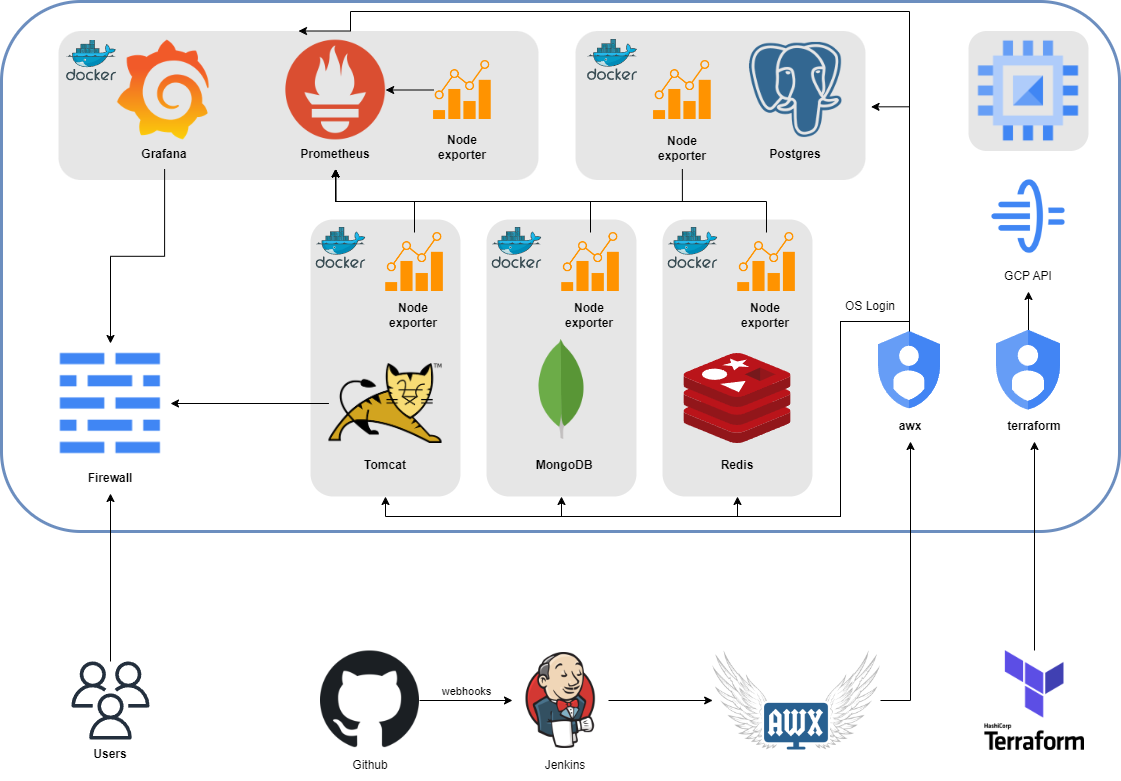 docker
Grafana
Prometheus
Node
exporter
docker
Node
exporter
Postgres
docker
Node
exporter
Tomcat
TM
docker
Node
exporter
MongoDB
docker
Node
exporter
Redis
GCP API
OS Login
awx
terraform
Firewall
Users
Github
webhooks
Jenkins
AWX
HashiCorp
Terraform